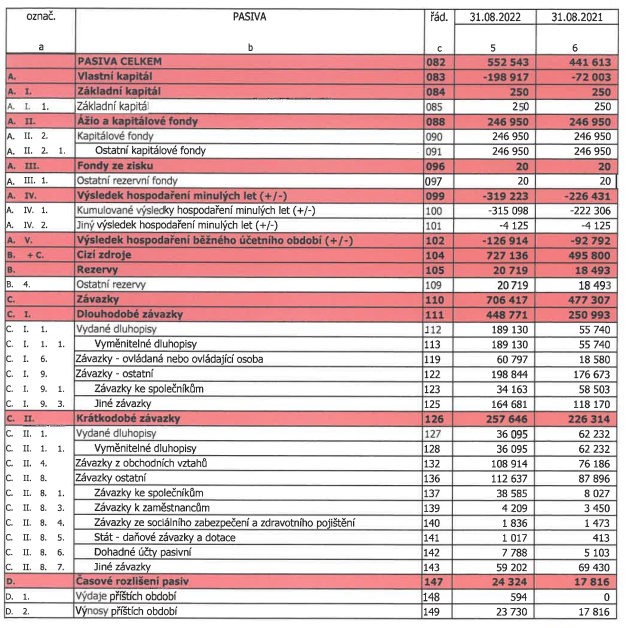 označ. PASIVA řád. 31.08.2022 31.08.2021
a b c 5 6
PASIVA CELKEM 082 552 543 441 613
A. Vlastní kapitál 083 -198 917 -72 003
A. I. Základní kapitál 084 250 250
A. I. 1. Základní kapitál 085 250 250
A. II. Ážio a kapitálové fondy 088 246 950 246 950
A. II. 2. Kapitálové fondy 090 246 950 246 950
A. II. 2. 1. Ostatní kapitálové fondy 091 246 950 246 950
A. III. Fondy ze zisku 096 20 20
A. III. 1. Ostatní rezervní fondy 097 20 20
A. IV. Výsledek hospodaření minulých let (+/-) 099 -319 223 -226 431
A. IV. 1. Kumulované výsledky hospodaření minulých let (+/-) 100 -315 098 -222 306
A. IV. 2. Jiný výsledek hospodaření minulých let (+/-) 101 -4 125 -4 125
A. V. Výsledek hospodaření běžného účetního období (+/-) 102 -126 914 -92 792
B. + C. Cizí zdroje 104 727 136 495 800
B. Rezervy 105 20 719 18 493
B. 4. Ostatní rezervy 109 20 719 18 493
C. Závazky 110 706 417 477 307
C. I. Dlouhodobé závazky 111 448 771 250 993
C. I. 1. Vydané dluhopisy 112 189 130 55 740
C. I. 1. 1. Vyměnitelné dluhopisy 113 189 130 55 740
C. I. 6. Závazky - ovládaná nebo ovládající osoba 119 60 797 18 580
C. I. 9. Závazky - ostatní 122 198 844 176 673
C. I. 9. 1. Závazky ke společníkům 123 34 163 58 503
C. I. 9. 3. Jiné závazky 125 164 681 118 170
C. II. Krátkodobé závazky 126 257 646 226 314
C. II. 1. Vydané dluhopisy 127 36 095 62 232
C. II. 1. 1. Vyměnitelné dluhopisy 128 36 095 62 232
C. II. 4. Závazky z obchodních vztahů 132 108 914 76 186
C. II. 8. Závazky ostatní 136 112 637 87 896
C. II. 8. 1. Závazky ke společníkům 137 38 585 8 027
C. II. 8. 3. Závazky k zaměstnancům 139 4 209 3 450
C. II. 8. 4. Závazky ze sociálního zabezpečení a zdravotního pojištění 140 1 836 1 473
C. II. 8. 5. Stát - daňové závazky a dotace 141 1 017 413
C. II. 8. 6. Dohadné účty pasivní 142 7 788 5 103
C. II. 8. 7. Jiné závazky 143 59 202 69 430
D. Časové rozlišení pasiv 147 24 324 17 816
D. 1. Výdaje příštích období 148 594 0
D. 2. Výnosy příštích období 149 23 730 17 816